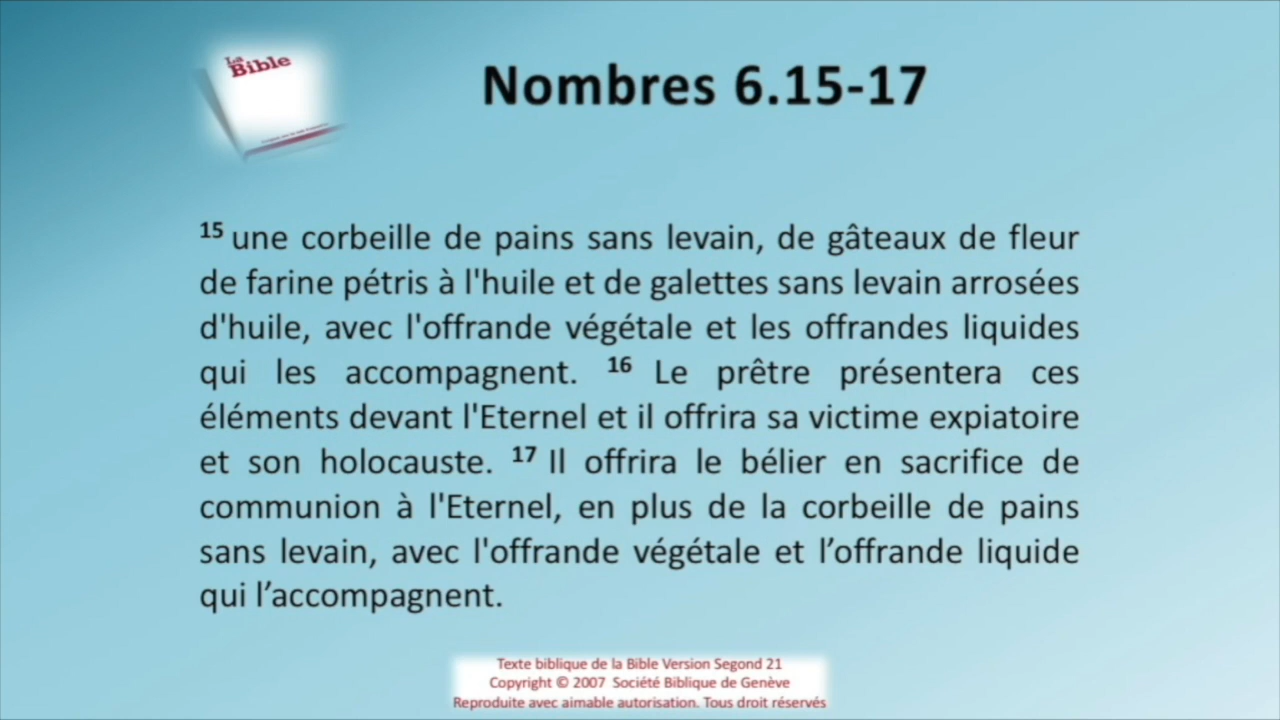 La
Bible
Nombres 6.15-17
15 une corbeille de pains sans levain, de gâteaux de fleur
de farine pétris à l'huile et de galettes sans levain arrosées
d'huile, avec l'offrande végétale et les offrandes liquides
qui les accompagnent. 16 Le prêtre présentera ces
éléments devant l'Eternel et il offrira sa victime expiatoire
et son holocauste. 17 Il offrira le bélier en sacrifice de
communion à l'Eternel, en plus de la corbeille de pains
sans levain, avec l'offrande végétale et l’offrande liquide
qui l’accompagnent.
Texte biblique de la Bible Version Segond 21
Copyright © 2007 Société Biblique de Genève
Reproduite avec aimable autorisation. Tous droit réservés